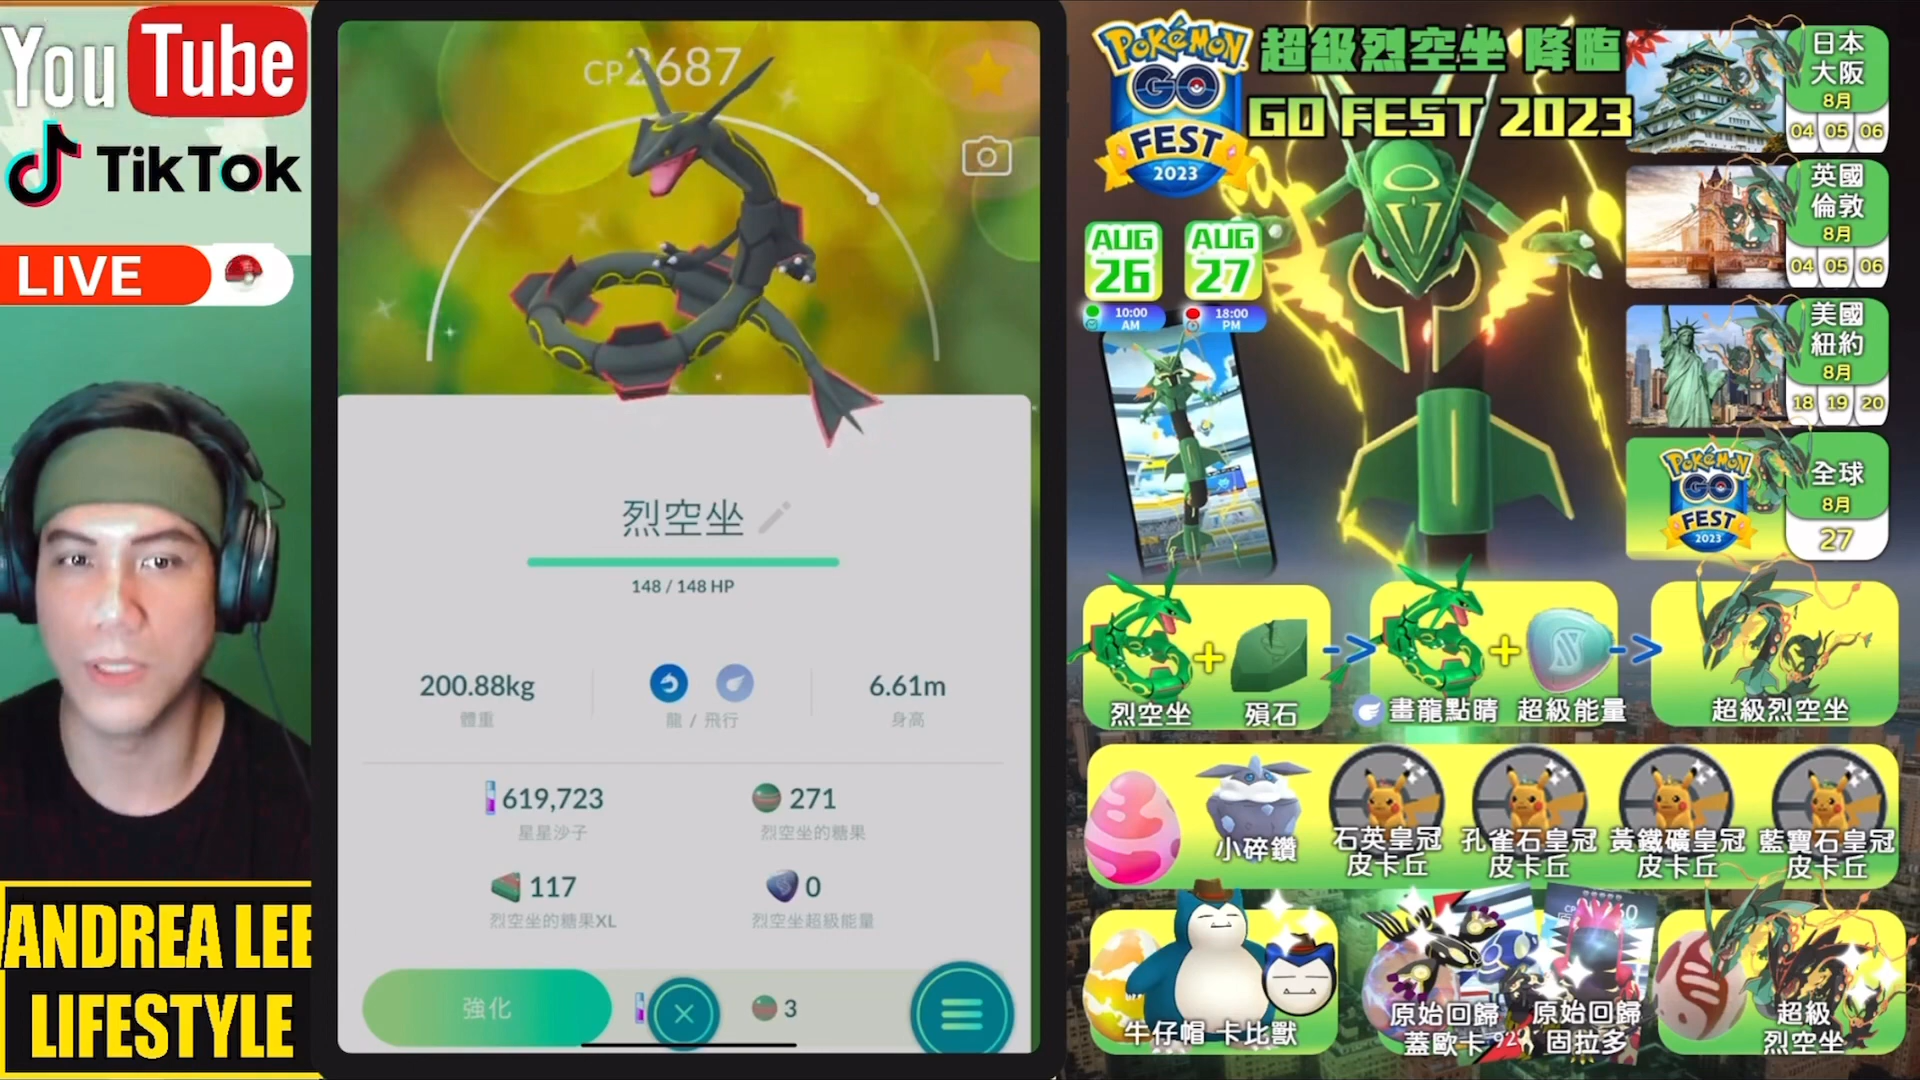 YouTube
TikTok
LIVE
ANDREA LEE
LIFESTYLE
CP2687
烈空坐
148 / 148 HP
200.88kg
體重
龍 / 飛行
6.61m
身高
619,723
星星沙子
271
烈空坐的糖果
117
烈空坐的糖果XL
0
烈空坐超級能量
強化
3
POKÉMON
GO
FEST
2023
超級烈空坐 降臨
GO FEST 2023
AUG
26
10:00
AM
AUG
27
18:00
PM
日本
大阪
8月
04 05 06
英國
倫敦
8月
04 05 06
美國
紐約
8月
18 19 20
POKÉMON
GO
FEST
2023
全球
8月
27
烈空坐
+
隕石
->
畫龍點睛
+
超級能量
->
超級烈空坐
小碎鑽
石英皇冠
皮卡丘
孔雀石皇冠
皮卡丘
黃鐵礦皇冠
皮卡丘
藍寶石皇冠
皮卡丘
牛仔帽 卡比獸
原始回歸
蓋歐卡
原始回歸
固拉多
超級
烈空坐